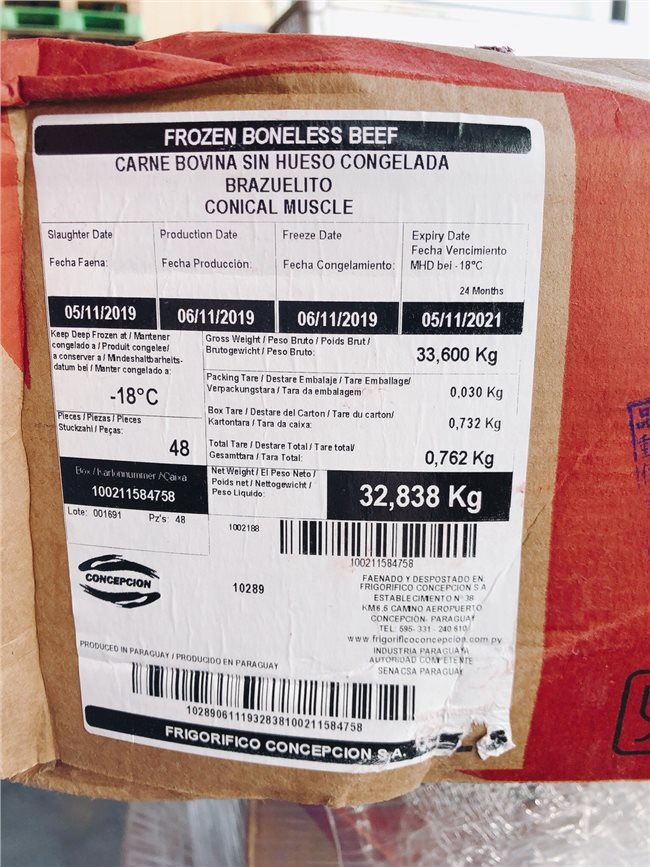 FROZEN BONELESS BEEF
CARNE BOVINA SIN HUESO CONGELADA
BRAZUELITO
CONICAL MUSCLE
Slaughter Date
Fecha Faena:
05/11/2019
Production Date
Fecha Producción:
06/11/2019
Freeze Date
Fecha Congelamiento:
06/11/2019
Expiry Date
Fecha Vencimiento
MHD bei -18°C
24 Months
05/11/2021
Keep Deep Frozen at / Mantener
congelado a / Produit congelee/
a conserver a / Mindeshaltbarheits-
datum bei / Manter congelado a:
-18°C
Pieces / Piezas / Pieces
Stuckzahl / Peças:
48
Box / Kartonnummer / Caixa
100211584758
Lote: 001691 Pz's: 48
Gross Weight / Peso Bruto / Poids Brut /
Brutogewicht / Peso Bruto:
33,600 Kg
Packing Tare / Destare Embalaje / Tare Emballage/
Verpackungstara / Tara da embalagem
0,030 Kg
Box Tare / Destare del Carton / Tare du carton/
Kartontara / Tara da caixa:
0,732 Kg
Total Tare / Destare Total / Tare total/
Gesamttara / Tara Total:
0,762 Kg
Net Weight / El Peso Neto /
Poids net / Nettogewicht /
Peso Liquido:
32,838 Kg
1002188
100211584758
CONCEPCION
10289
FAENADO Y DESPOSTADO EN:
FRIGORIFICO CONCEPCION S A
ESTABLECIMENTO N°38
KM6.5 CAMINO AEROPUERTO
CONCEPCIÓN- PARAGUAY
TEL: 595- 331 - 240 610
www.frigorificoconcepcion.com.py
INDUSTRIA PARAGUAYA
AUTORIDAD COMPETENTE
SENACSA PARAGUAY
PRODUCED IN PARAGUAY / PRODUCIDO EN PARAGUAY
1028906111932838100211584758
FRIGORIFICO CONCEPCION S.A.